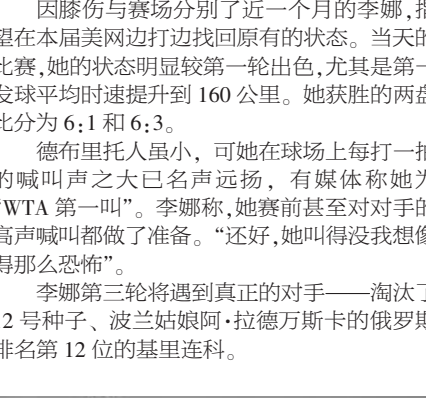 因膝伤与赛场分别了近一个月的李娜,指
望在本届美网边打边找回原有的状态。当天的
比赛,她的状态明显较第一轮出色,尤其是第一
发球平均时速提升到 160 公里。她获胜的两盘
比分为 6:1 和 6:3。
德布里托人虽小，可她在球场上每打一拍
的喊叫声之大已名声远扬，有媒体称她为
“WTA 第一叫”。李娜称,她赛前甚至对对手的
高声喊叫都做了准备。“还好,她叫得没我想像
得那么恐怖”。
李娜第三轮将遇到真正的对手——淘汰了
12 号种子、波兰姑娘阿·拉德万斯卡的俄罗斯
排名第 12 位的基里连科。